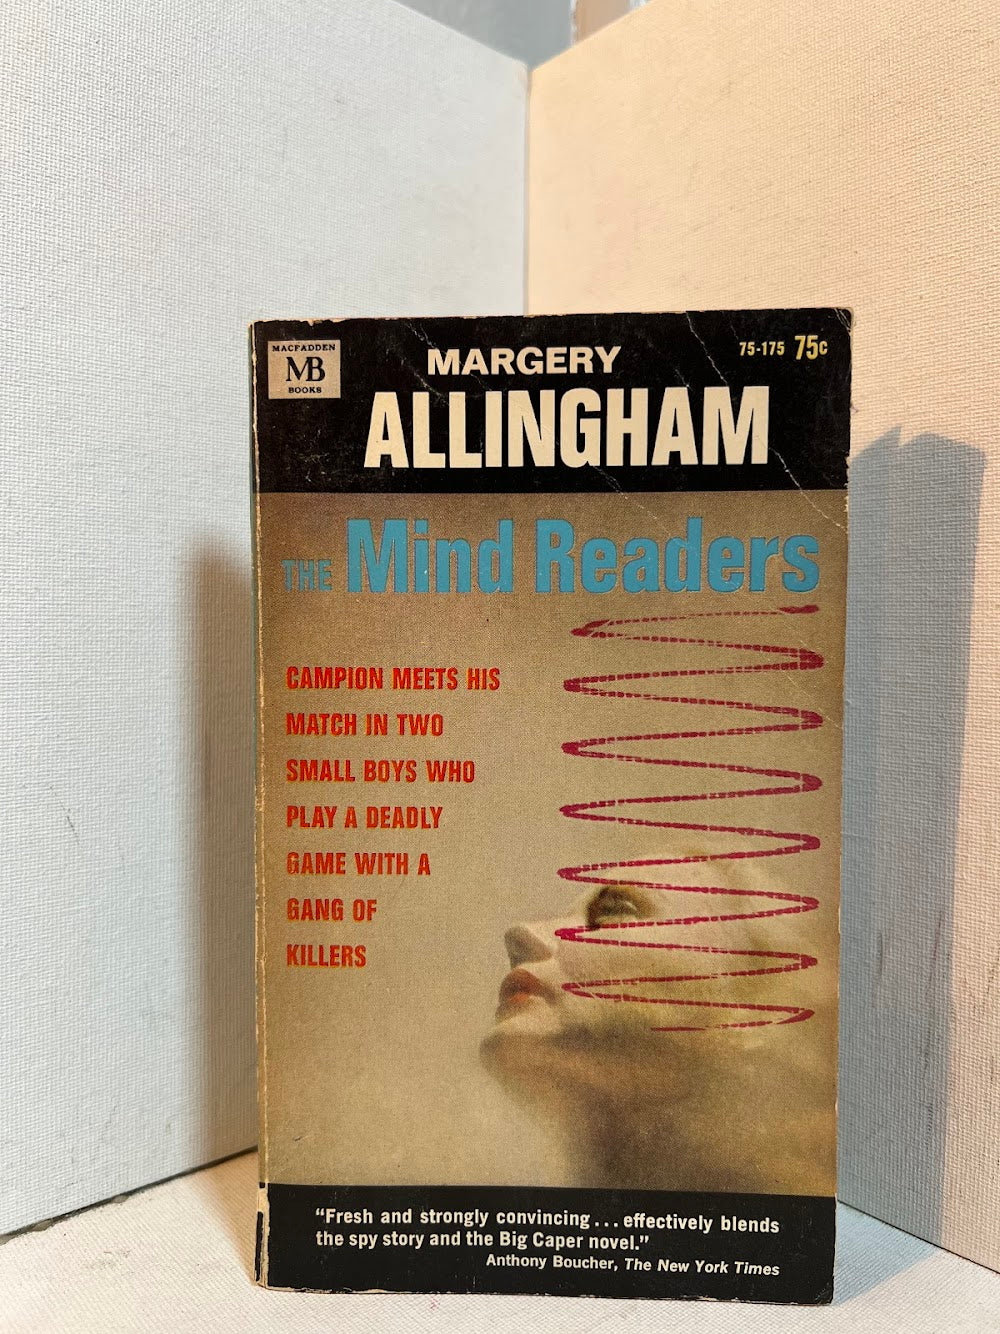 MACFADDEN
MB
BOOKS
MARGERY
75-175 75c
ALLINGHAM
THE Mind Readers
CAMPION MEETS HIS
MATCH IN TWO
SMALL BOYS WHO
PLAY A DEADLY
GAME WITH A
GANG OF
KILLERS
“Fresh and strongly convincing...effectively blends
the spy story and the Big Caper novel.”
Anthony Boucher, The New York Times